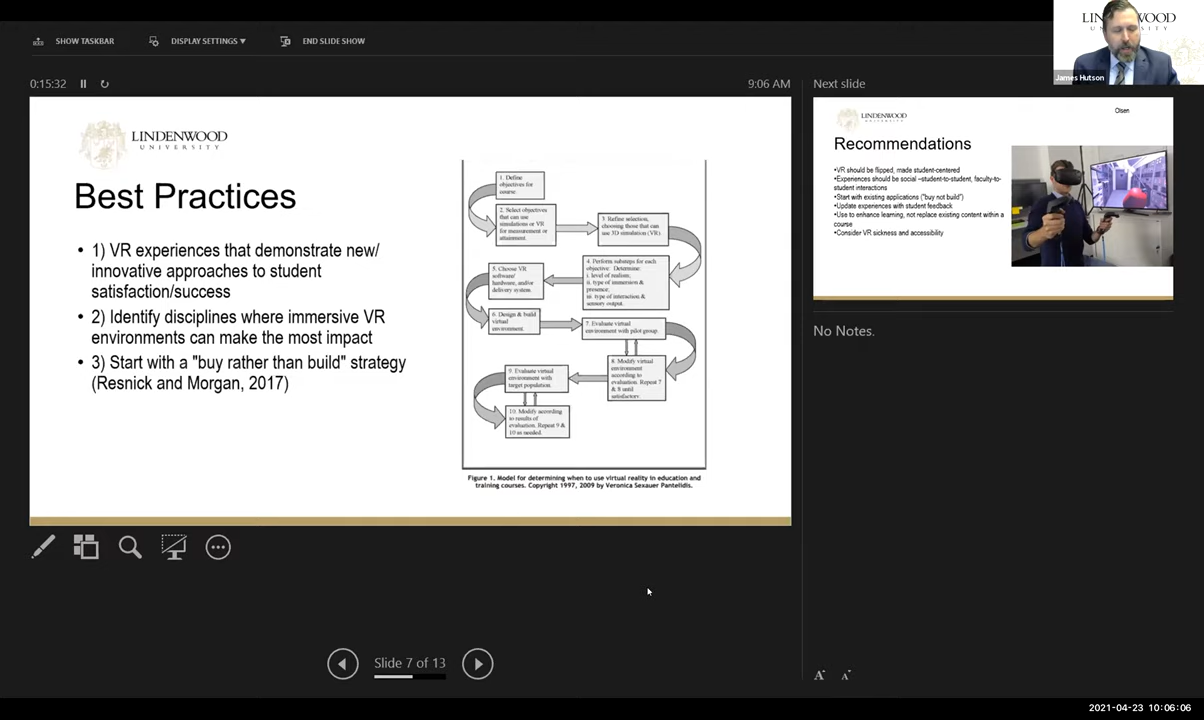 SHOW TASKBAR
DISPLAY SETTINGS ▾
END SLIDE SHOW
LINDENWOOD
UNIVERSITY
James Hutson
0:15:32
9:06 AM
Next slide
LINDENWOOD
UNIVERSITY
Best Practices
• 1) VR experiences that demonstrate new/
innovative approaches to student
satisfaction/success
• 2) Identify disciplines where immersive VR
environments can make the most impact
• 3) Start with a "buy rather than build" strategy
(Resnick and Morgan, 2017)
1. Define
objectives for
course.
2. Select objectives
that can use
simulations or VR
for measurement or
attainment.
3. Refine selection,
choosing those that
can use 3D simulation (VR).
4. Perform substeps for each
objective. Determine:
i. level of realism;
ii. type of immersion &
presence;
iii. type of interaction &
sensory output.
5. Choose VR
software/
hardware, and/or
delivery system.
6. Design & build
virtual
environment.
7. Evaluate virtual
environment with pilot group.
8. Modify virtual
environment
according to
evaluation. Repeat 7
& 8 until
satisfactory.
9. Evaluate virtual
environment with
target population.
10. Modify according
to results of
evaluation. Repeat 9 &
10 as needed.
Figure 1. Model for determining when to use virtual reality in education and
training courses. Copyright 1997, 2009 by Veronica Sexauer Pantelidis.
LINDENWOOD
UNIVERSITY
Olsen
Recommendations
•VR should be flipped, made student-centered
•Experiences should be social –student-to-student, faculty-to-
student interactions
•Start with existing applications ("buy not build")
•Update experiences with student feedback
•Use to enhance learning, not replace existing content within a
course
•Consider VR sickness and accessibility
No Notes.
Slide 7 of 13
A A
2021-04-23 10:06:06